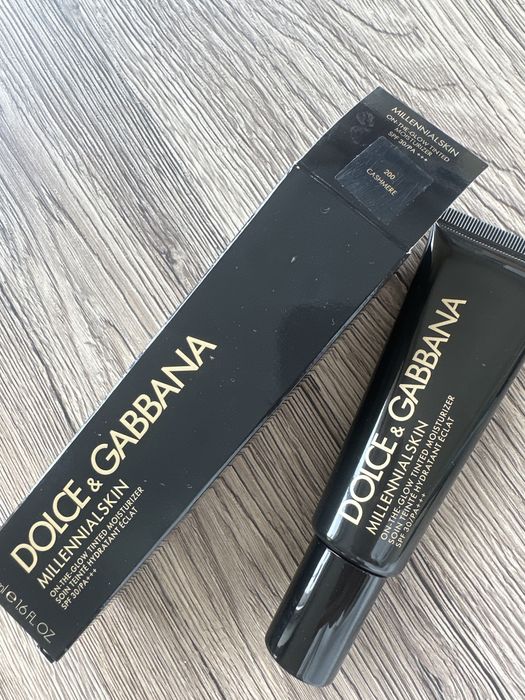 MILLENNIALSKIN
ON-THE-GLOW TINTED
MOISTURIZER
SPF 30/PA +++
200
CASHMERE
DOLCE & GABBANA
MILLENNIALSKIN
ON-THE-GLOW TINTED MOISTURIZER
SOIN TEINTÉ HYDRATANT ÉCLAT
SPF 30/PA+++
℮ 1.6 FL.OZ.
DOLCE & GABBANA
MILLENNIALSKIN
ON-THE-GLOW TINTED MOISTURIZER
SOIN TEINTÉ HYDRATANT ÉCLAT
SPF 30/PA+++